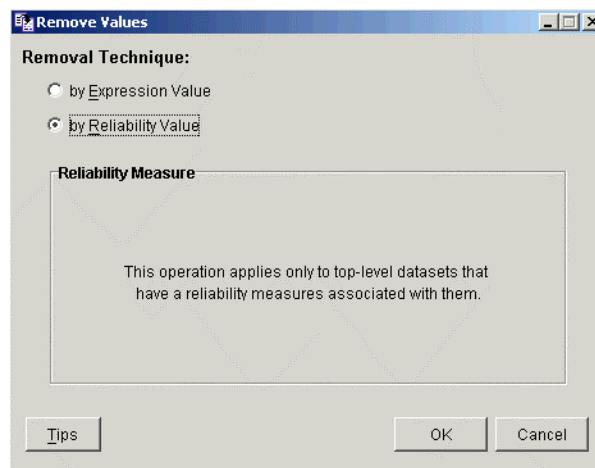 Remove Values
Removal Technique:
by Expression Value
by Reliability Value
Reliability Measure
This operation applies only to top-level datasets that
have a reliability measures associated with them.
Tips
OK
Cancel